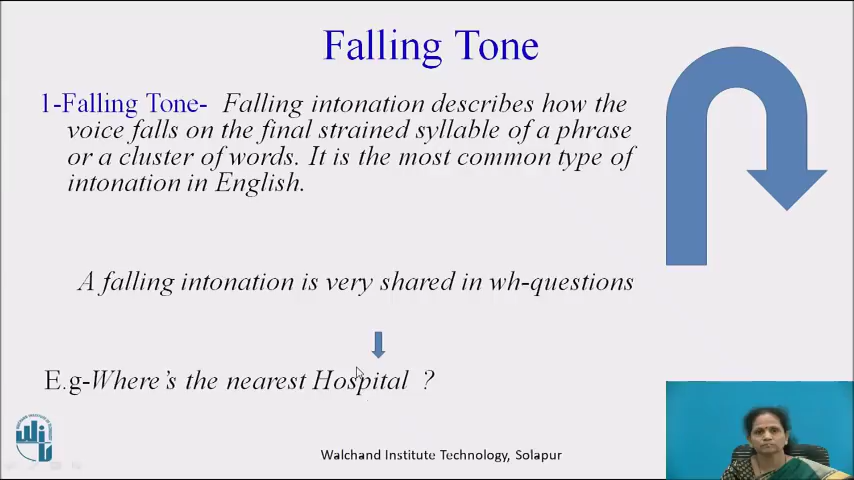 Falling Tone
1-Falling Tone- Falling intonation describes how the
voice falls on the final strained syllable of a phrase
or a cluster of words. It is the most common type of
intonation in English.
A falling intonation is very shared in wh-questions
E.g-Where's the nearest Hospital ?
Walchand Institute Technology, Solapur